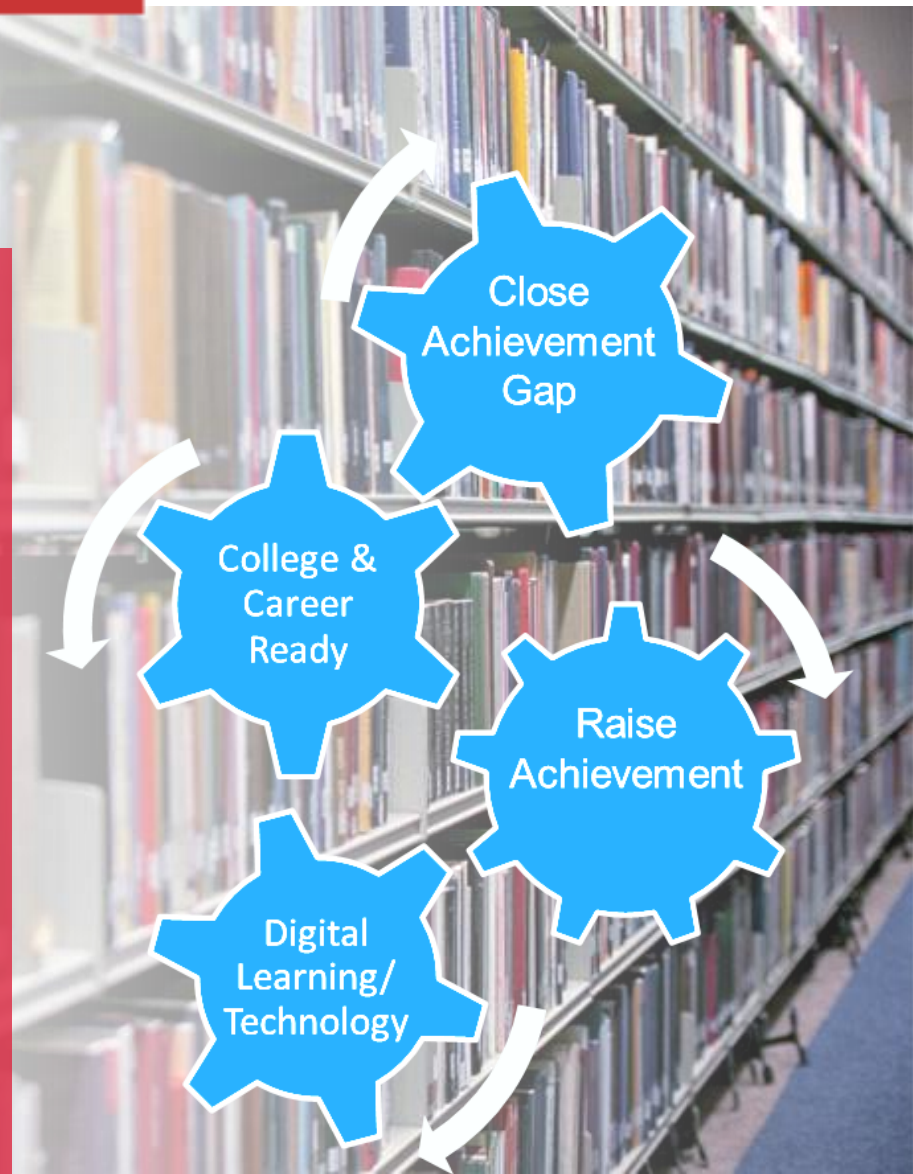 Close
Achievement
Gap
College &
Career
Ready
Raise
Achievement
Digital
Learning/
Technology